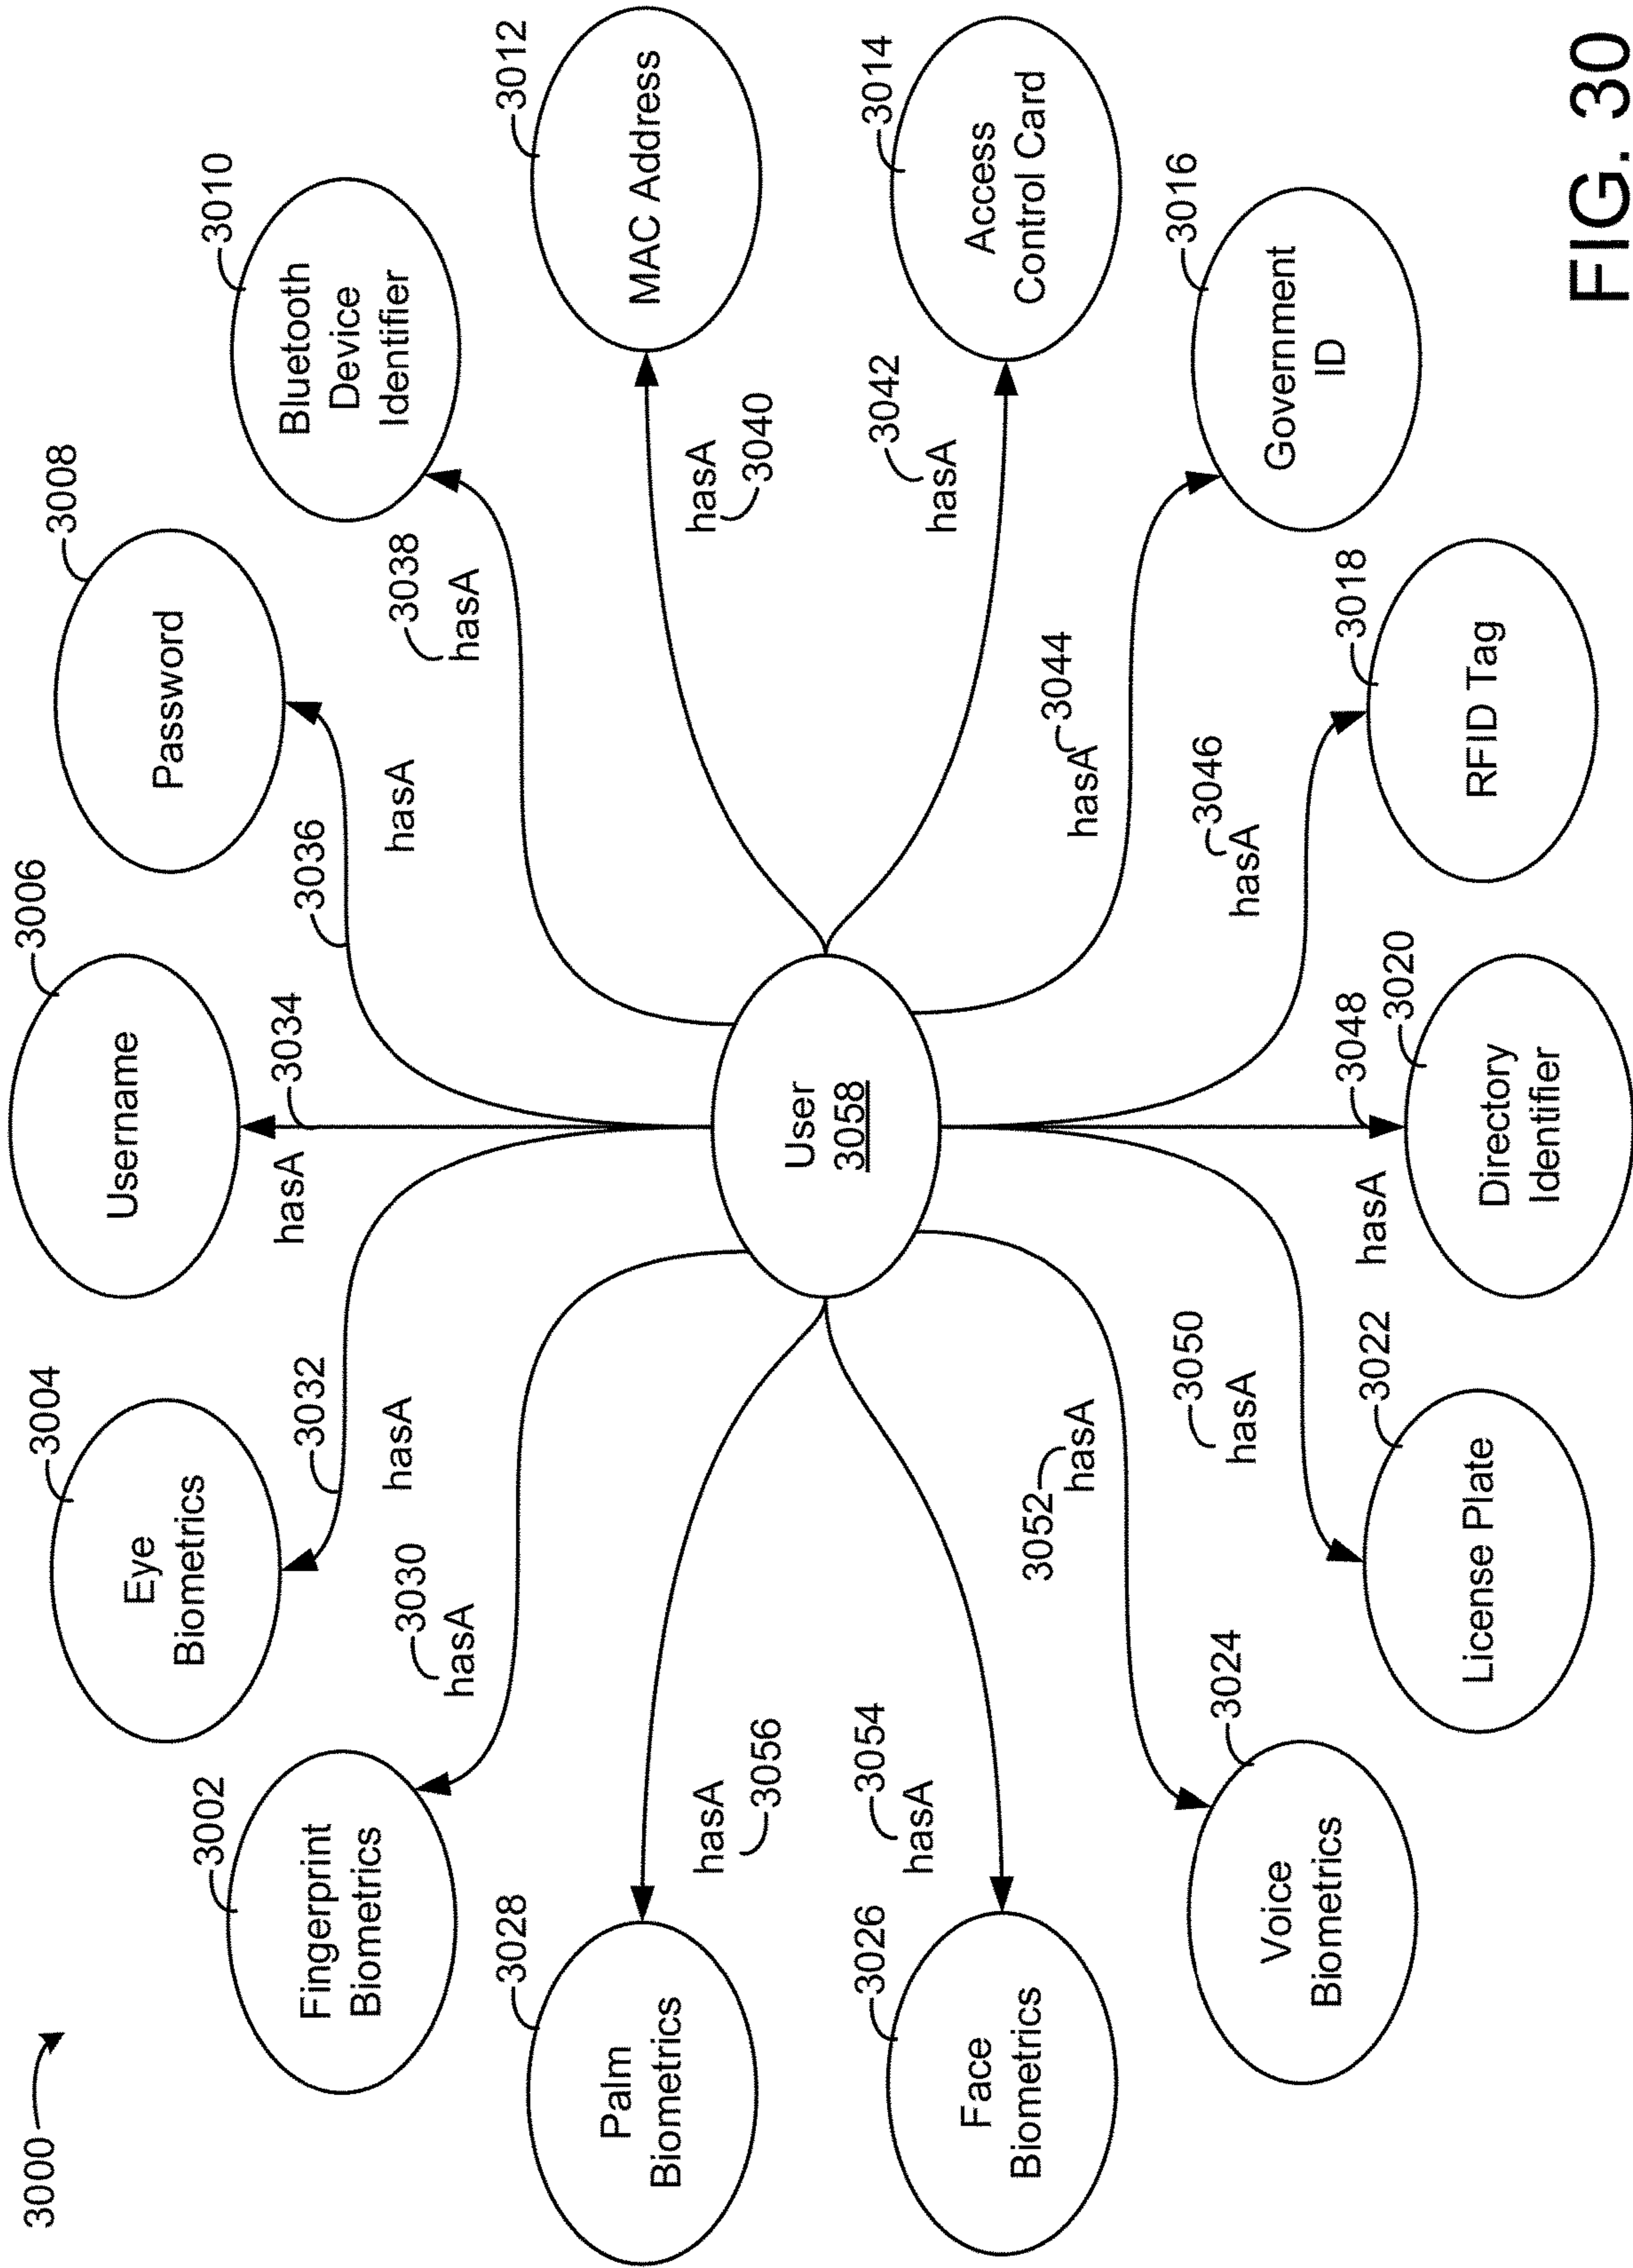 3000
3002
Fingerprint
Biometrics
3004
Eye
Biometrics
3006
Username
3008
Password
3010
Bluetooth
Device
Identifier
3012
MAC Address
3014
Access
Control Card
3016
Government
ID
3018
RFID Tag
3020
Directory
Identifier
3022
License Plate
3024
Voice
Biometrics
3026
Face
Biometrics
3028
Palm
Biometrics
3030
hasA
3032
hasA
3034
hasA
3036
hasA
3038
hasA
hasA
3040
3042
hasA
3044
hasA
3046
hasA
3048
hasA
3050
hasA
3052
hasA
3054
hasA
hasA
3056
User
3058
FIG. 30